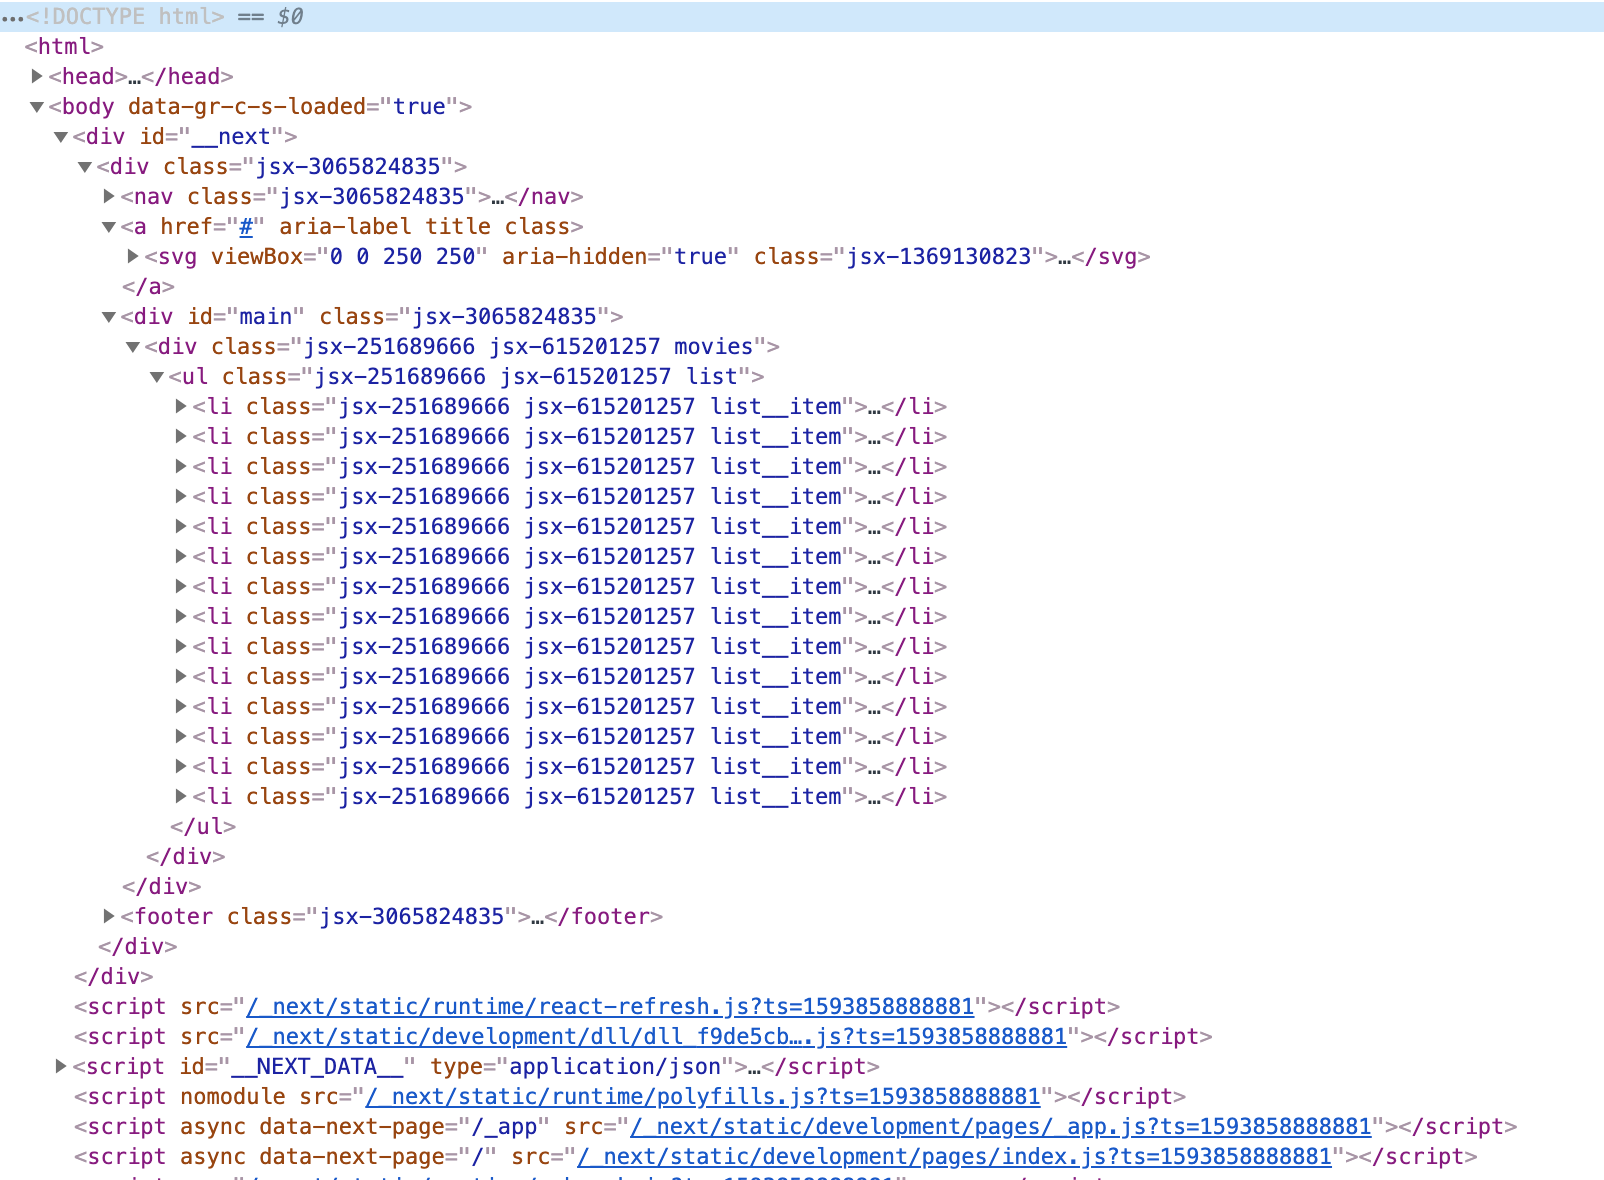 …<!DOCTYPE html> == $0
<html>
▶<head>…</head>
▼<body data-gr-c-s-loaded="true">
▼<div id="__next">
▼<div class="jsx-3065824835">
▶<nav class="jsx-3065824835">…</nav>
▼<a href="#" aria-label title class>
▶<svg viewBox="0 0 250 250" aria-hidden="true" class="jsx-1369130823">…</svg>
</a>
▼<div id="main" class="jsx-3065824835">
▼<div class="jsx-251689666 jsx-615201257 movies">
▼<ul class="jsx-251689666 jsx-615201257 list">
▶<li class="jsx-251689666 jsx-615201257 list__item">…</li>
▶<li class="jsx-251689666 jsx-615201257 list__item">…</li>
▶<li class="jsx-251689666 jsx-615201257 list__item">…</li>
▶<li class="jsx-251689666 jsx-615201257 list__item">…</li>
▶<li class="jsx-251689666 jsx-615201257 list__item">…</li>
▶<li class="jsx-251689666 jsx-615201257 list__item">…</li>
▶<li class="jsx-251689666 jsx-615201257 list__item">…</li>
▶<li class="jsx-251689666 jsx-615201257 list__item">…</li>
▶<li class="jsx-251689666 jsx-615201257 list__item">…</li>
▶<li class="jsx-251689666 jsx-615201257 list__item">…</li>
▶<li class="jsx-251689666 jsx-615201257 list__item">…</li>
▶<li class="jsx-251689666 jsx-615201257 list__item">…</li>
▶<li class="jsx-251689666 jsx-615201257 list__item">…</li>
▶<li class="jsx-251689666 jsx-615201257 list__item">…</li>
</ul>
</div>
</div>
▶<footer class="jsx-3065824835">…</footer>
</div>
</div>
<script src="/_next/static/runtime/react-refresh.js?ts=1593858888881"></script>
<script src="/_next/static/development/dll/dll_f9de5cb….js?ts=1593858888881"></script>
▶<script id="__NEXT_DATA__" type="application/json">…</script>
<script nomodule src="/_next/static/runtime/polyfills.js?ts=1593858888881"></script>
<script async data-next-page="/_app" src="/_next/static/development/pages/_app.js?ts=1593858888881"></script>
<script async data-next-page="/" src="/_next/static/development/pages/index.js?ts=1593858888881"></script>